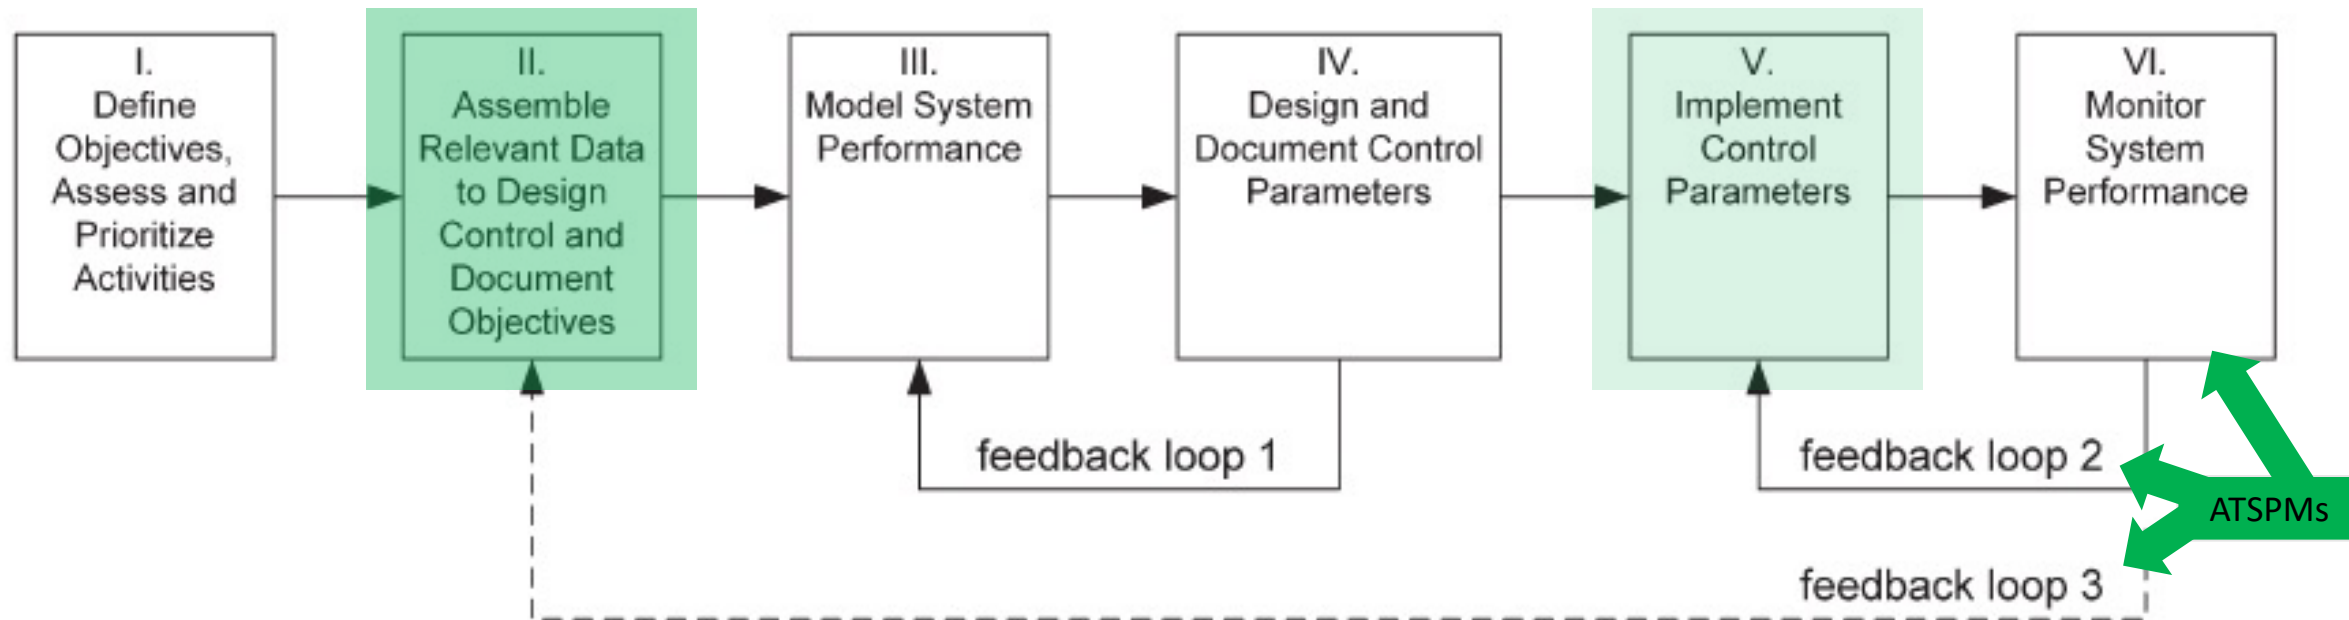 I.
Define
Objectives,
Assess and
Prioritize
Activities
II.
Assemble
Relevant Data
to Design
Control and
Document
Objectives
III.
Model System
Performance
IV.
Design and
Document Control
Parameters
V.
Implement
Control
Parameters
VI.
Monitor
System
Performance
feedback loop 1
feedback loop 2
ATSPMs
feedback loop 3